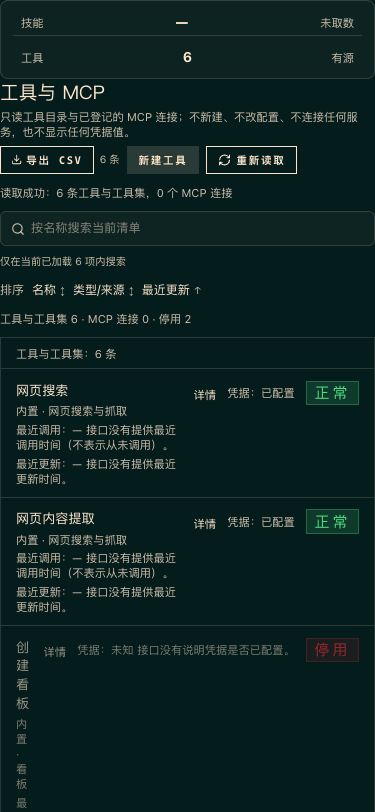 技能 — 未取数
工具 6 有源
工具与 MCP
只读工具目录与已登记的 MCP 连接；不新建、不改配置、不连接任何服
务，也不显示任何凭据值。
导出 CSV 6 条 新建工具 重新读取
读取成功：6 条工具与工具集，0 个 MCP 连接
按名称搜索当前清单
仅在当前已加载 6 项内搜索
排序 名称 ↕ 类型/来源 ↕ 最近更新 ↑
工具与工具集 6 · MCP 连接 0 · 停用 2
工具与工具集：6 条
网页搜索 详情 凭据：已配置 正常
内置 · 网页搜索与抓取
最近调用：— 接口没有提供最近
调用时间（不表示从未调用）。
最近更新：— 接口没有提供最近
更新时间。
网页内容提取 详情 凭据：已配置 正常
内置 · 网页搜索与抓取
最近调用：— 接口没有提供最近
调用时间（不表示从未调用）。
最近更新：— 接口没有提供最近
更新时间。
创 详情 凭据：未知 接口没有说明凭据是否已配置。 停用
建
看
板
内
置
·
看
板
最